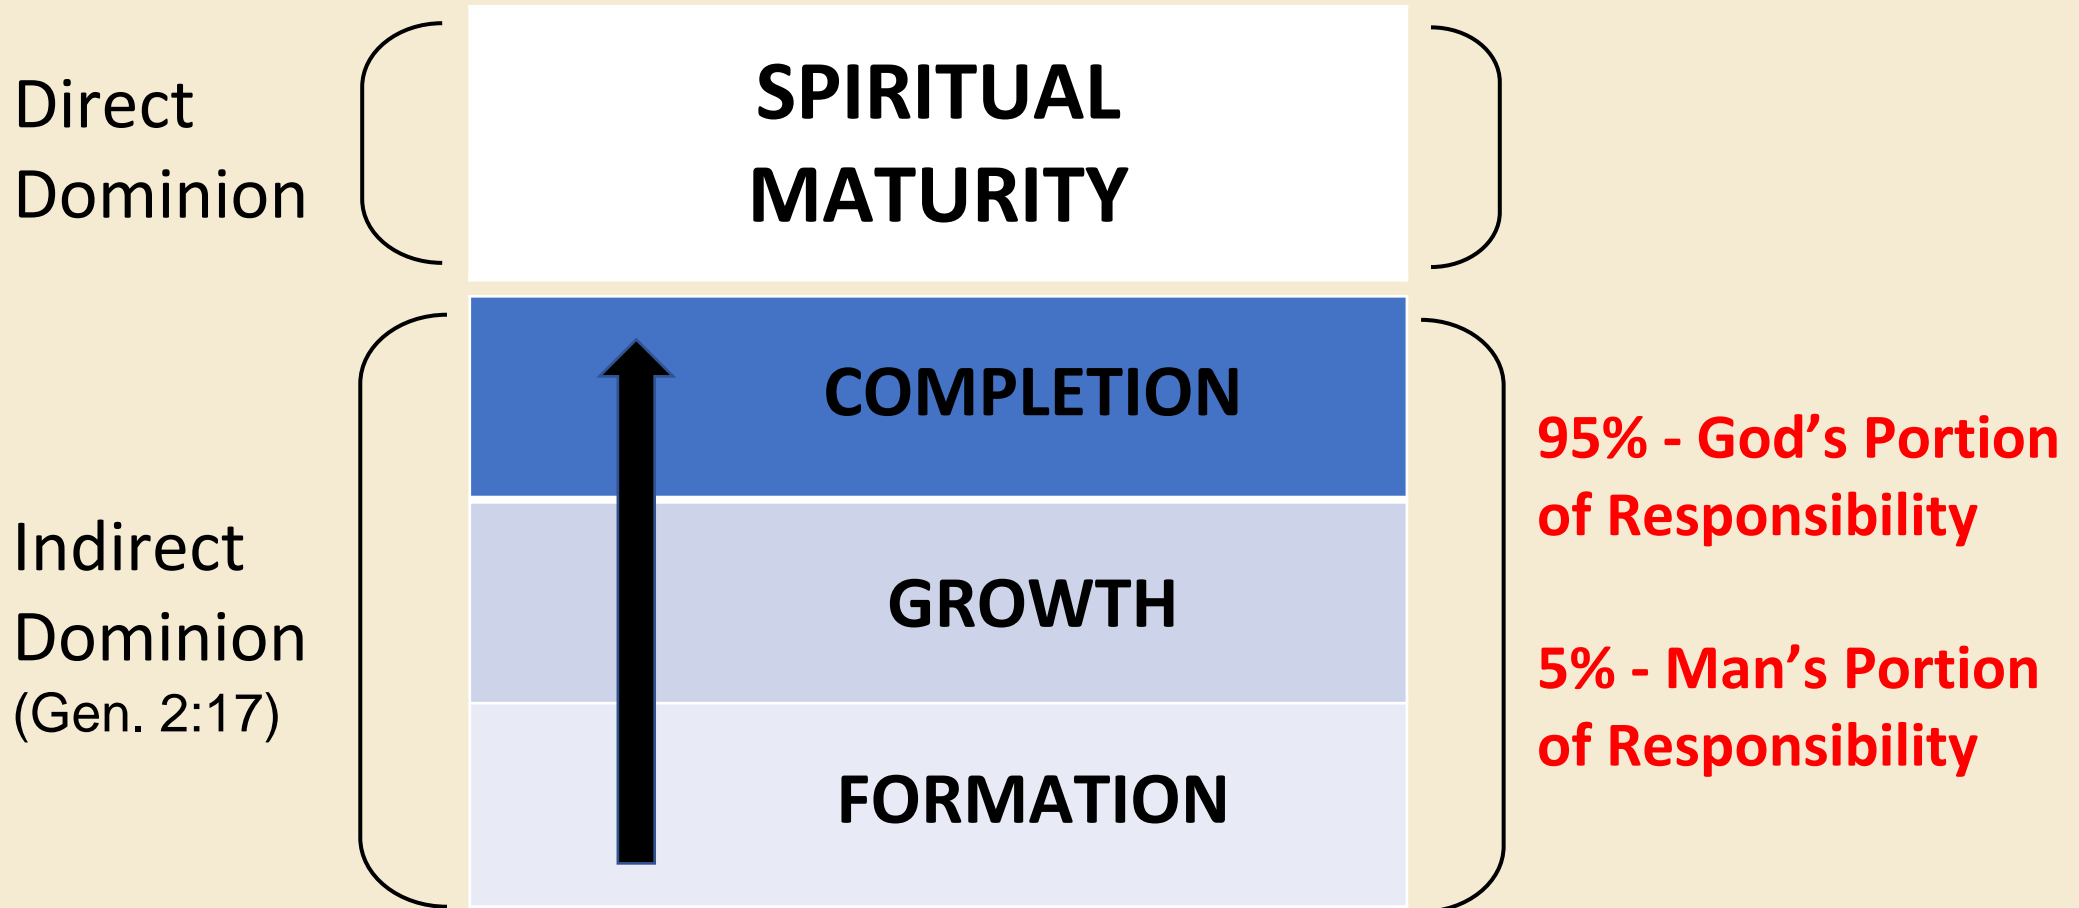 Direct
Dominion
SPIRITUAL
MATURITY
COMPLETION
95% - God’s Portion
of Responsibility
Indirect
Dominion
(Gen. 2:17)
GROWTH
5% - Man’s Portion
of Responsibility
FORMATION